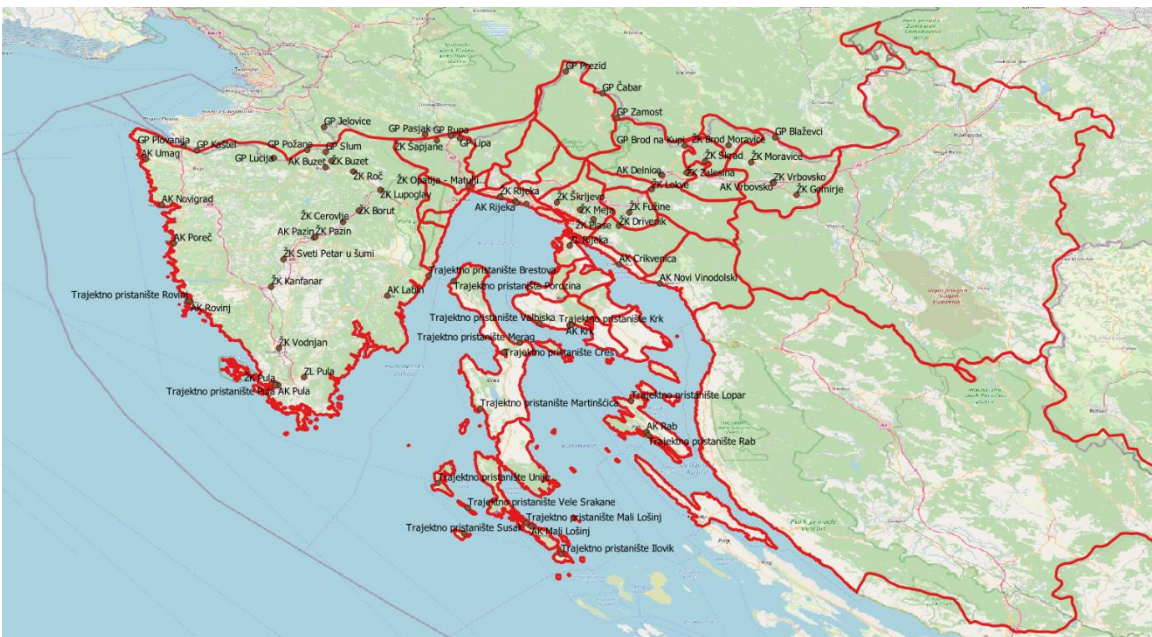 GP Prezid
GP Čabar
GP Zamost
GP Jelovice
GP Pasjak
GP Rupa
GP Lipa
GP Brod na Kupi
ŽK Brod Moravice
GP Blaževci
GP Plovanija
GP Kaštel
GP Požane
GP Slum
ŽK Šapjane
AK Umag
GP Lucija
AK Buzet
ŽK Buzet
ŽK Skrad
ŽK Moravice
ŽK Roč
AK Delnice
ŽK Zalesina
ŽK Opatija - Matulji
ŽK Lupoglav
ŽK Rijeka
ŽK Lokve
AK Vrbovsko
ŽK Vrbovsko
ŽK Gomirje
AK Novigrad
AK Rijeka
ŽK Škrljevo
ŽK Cerovlje
ŽK Borut
ŽK Meja
ŽK Fužine
ŽK Plase
ŽK Drivenik
AK Poreč
AK Pazin
ŽK Pazin
ZL Rijeka
ŽK Sveti Petar u šumi
AK Crikvenica
Trajektno pristanište Brestova
ŽK Kanfanar
Trajektno pristanište Porozina
AK Novi Vinodolski
Trajektno pristanište Rovinj
AK Labin
AK Rovinj
Trajektno pristanište Valbiska
Trajektno pristanište Krk
AK Krk
Trajektno pristanište Merag
ŽK Vodnjan
Trajektno pristanište Cres
ZL Pula
ŽK Pula
Trajektno pristanište Pula
AK Pula
Trajektno pristanište Martinšćica
Trajektno pristanište Lopar
AK Rab
Trajektno pristanište Rab
Trajektno pristanište Unije
Trajektno pristanište Vele Srakane
Trajektno pristanište Mali Lošinj
Trajektno pristanište Susak
AK Mali Lošinj
Trajektno pristanište Ilovik